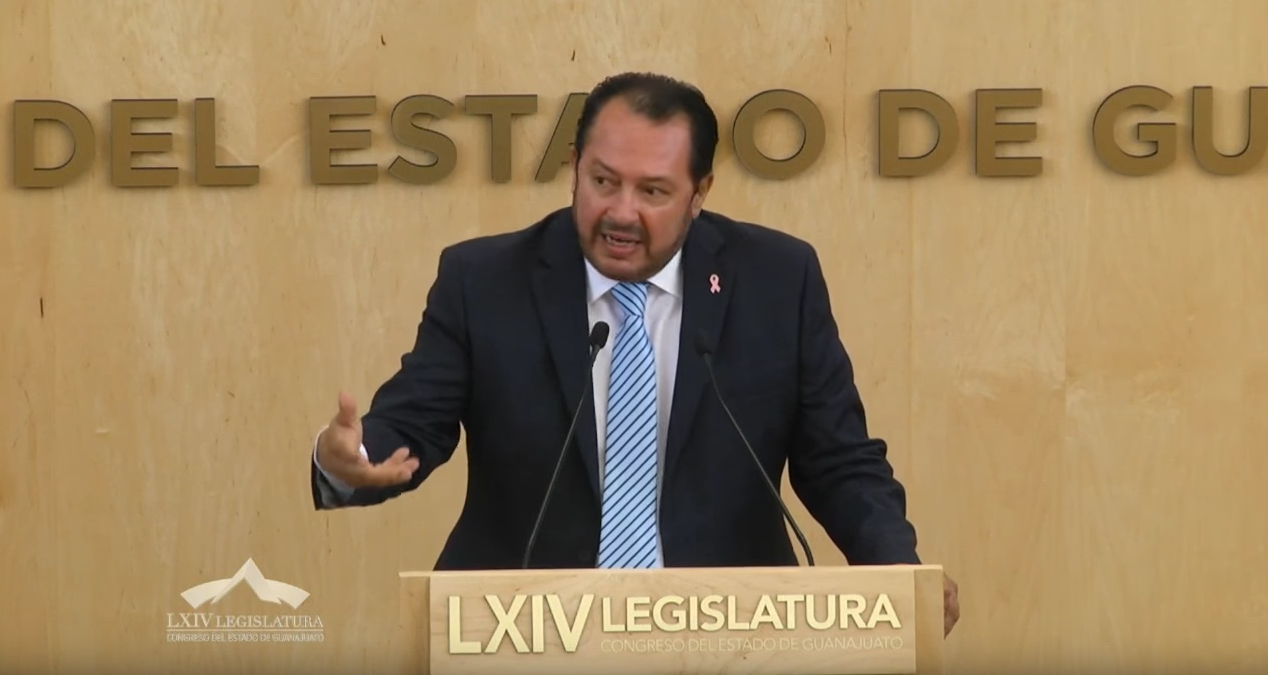 DEL ESTADO DE GU
LXIV LEGISLATURA
CONGRESO DEL ESTADO DE GUANAJUATO
LXIV LEGISLATURA
CONGRESO DEL ESTADO DE GUANAJUATO